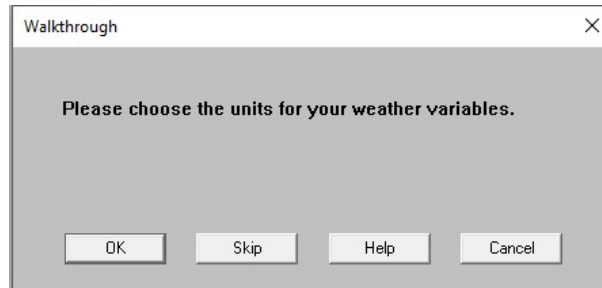 Walkthrough
Please choose the units for your weather variables.
OK Skip Help Cancel